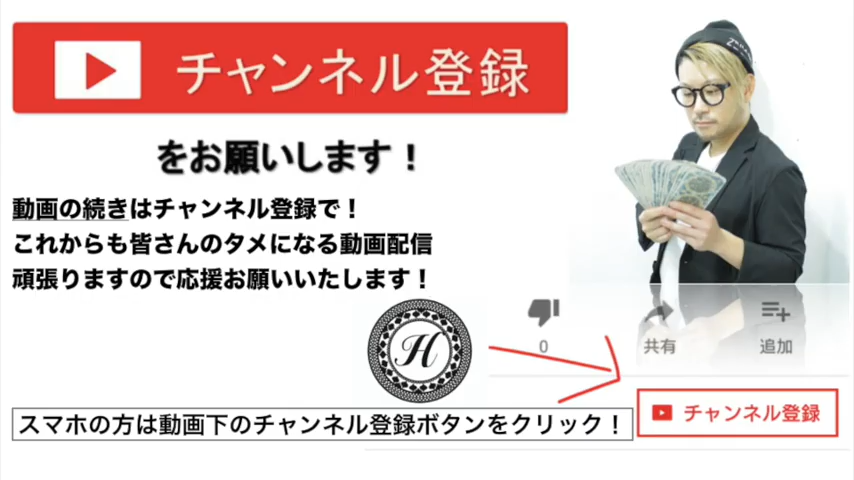 チャンネル登録
をお願いします！
動画の続きはチャンネル登録で！
これからも皆さんのタメになる動画配信
頑張りますので応援お願いいたします！
H
0
共有
追加
チャンネル登録
スマホの方は動画下のチャンネル登録ボタンをクリック！